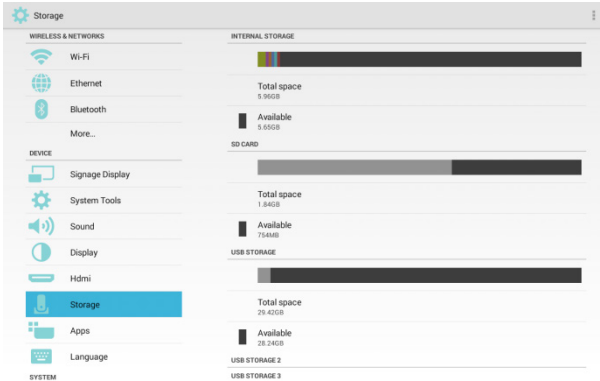 Storage
WIRELESS & NETWORKS
Wi-Fi
Ethernet
Bluetooth
More...
DEVICE
Signage Display
System Tools
Sound
Display
Hdmi
Storage
Apps
Language
SYSTEM
INTERNAL STORAGE
Total space
5.96GB
Available
5.65GB
SD CARD
Total space
1.84GB
Available
754MB
USB STORAGE
Total space
29.42GB
Available
28.24GB
USB STORAGE 2
USB STORAGE 3